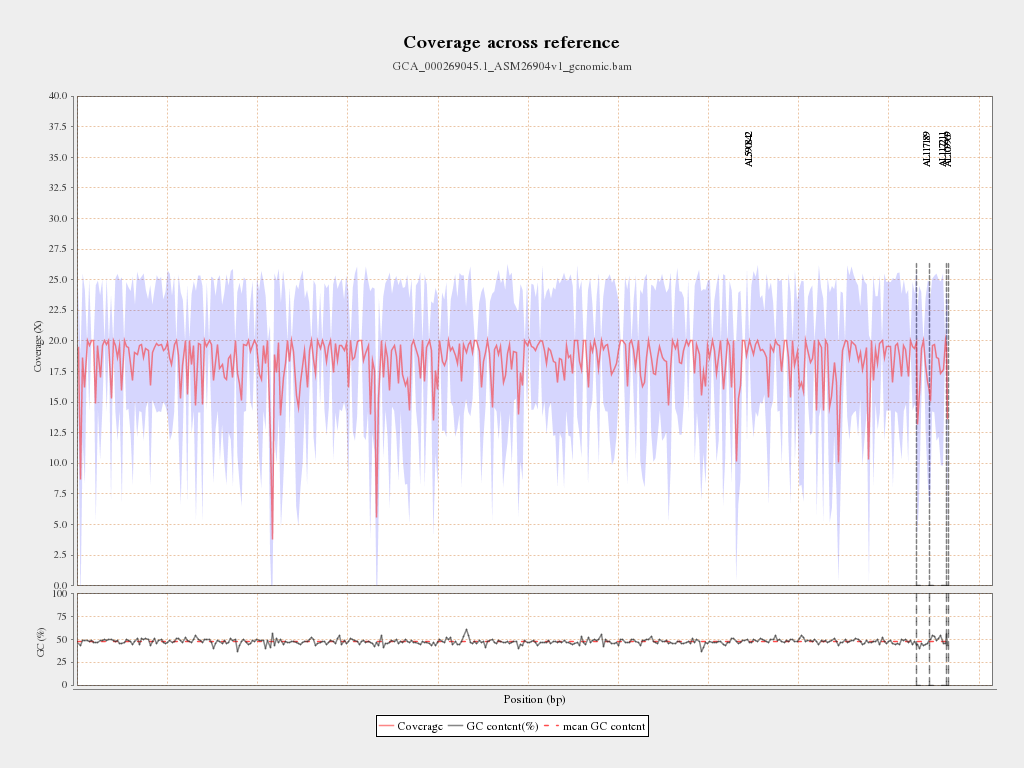 Coverage across reference
GCA_000269045.1_ASM26904v1_genomic.bam
40.0
37.5
35.0
32.5
30.0
27.5
25.0
22.5
20.0
17.5
15.0
12.5
10.0
7.5
5.0
2.5
0.0
Coverage (X)
AL590842
AL117189
AL117211
AL109969
100
75
50
25
0
GC (%)
Position (bp)
Coverage GC content(%) mean GC content